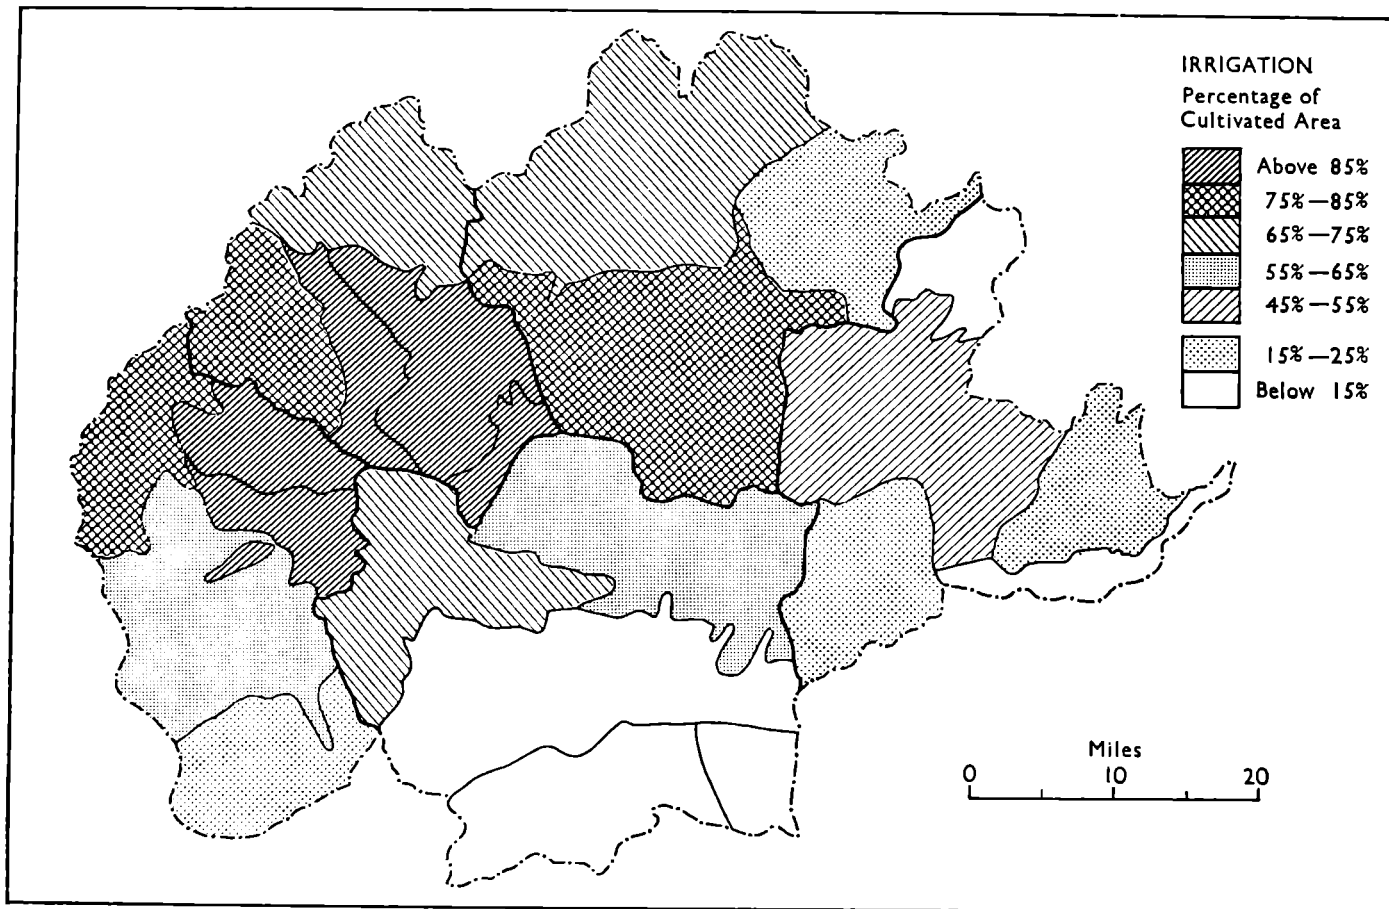 IRRIGATION
Percentage of
Cultivated Area
Above 85%
75%—85%
65%—75%
55%—65%
45%—55%
15%—25%
Below 15%
Miles
0 10 20